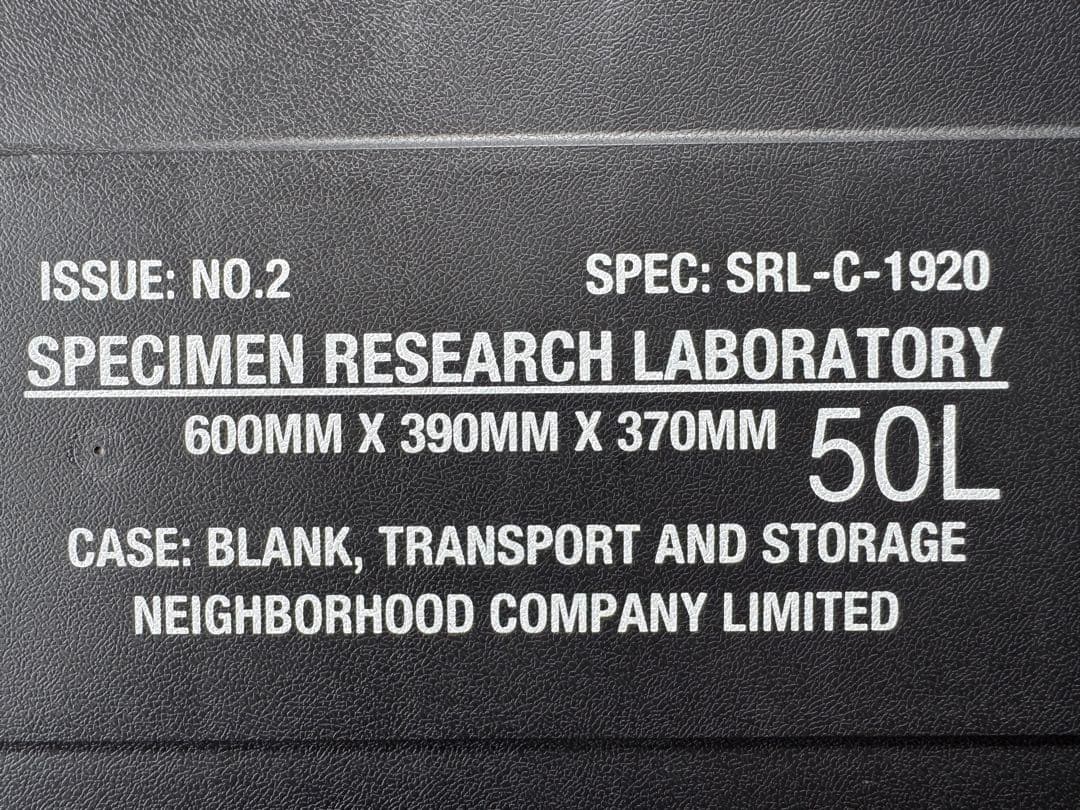 ISSUE: NO.2 SPEC: SRL-C-1920
SPECIMEN RESEARCH LABORATORY
600MM X 390MM X 370MM 50L
CASE: BLANK, TRANSPORT AND STORAGE
NEIGHBORHOOD COMPANY LIMITED